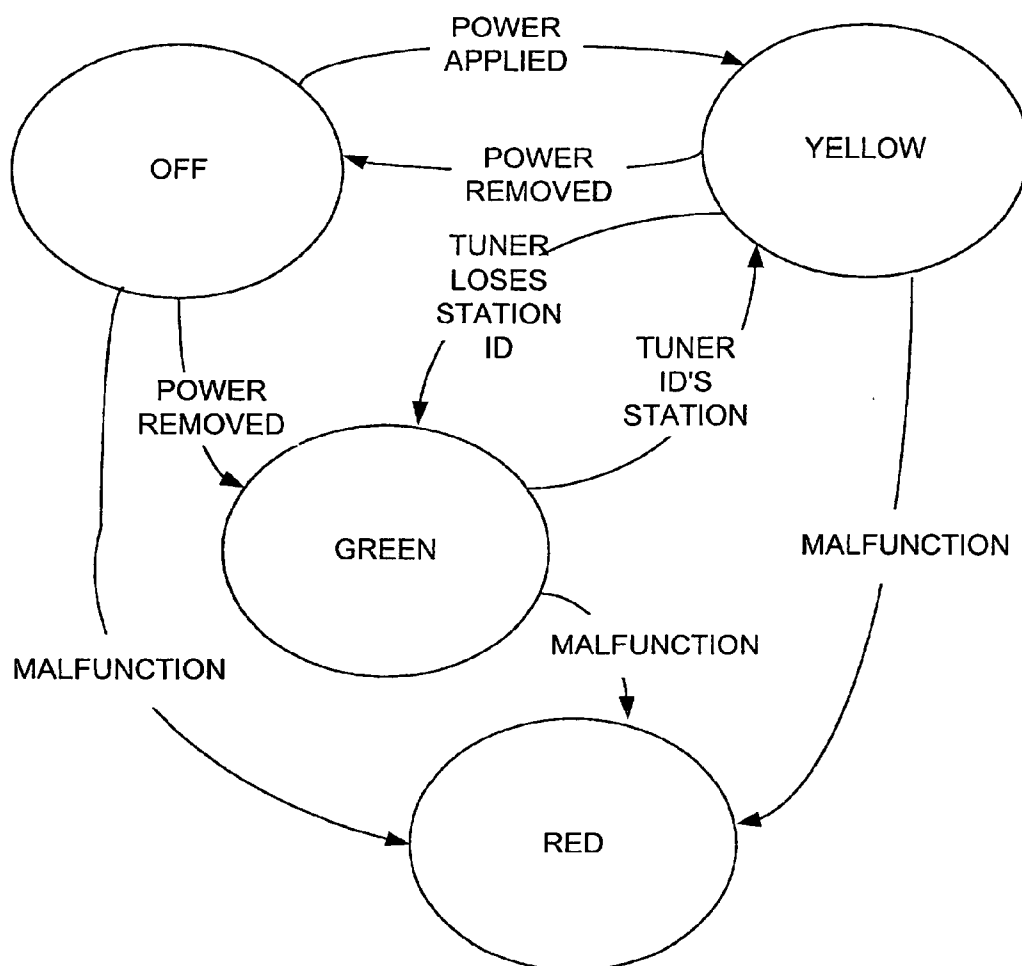 POWER
APPLIED
OFF
YELLOW
POWER
REMOVED
TUNER
LOSES
STATION
ID
TUNER
ID'S
STATION
POWER
REMOVED
GREEN
MALFUNCTION
MALFUNCTION
MALFUNCTION
RED